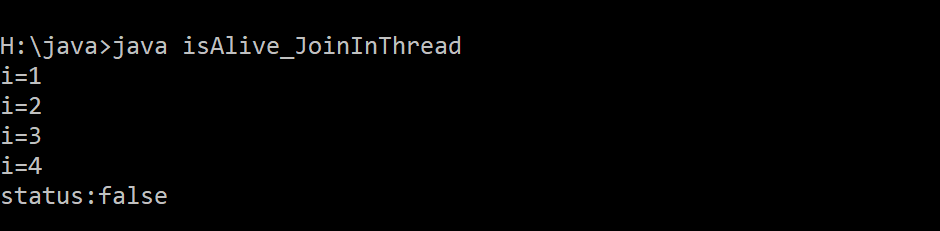 H:\java>java isAlive_JoinInThread
i=1
i=2
i=3
i=4
status:false